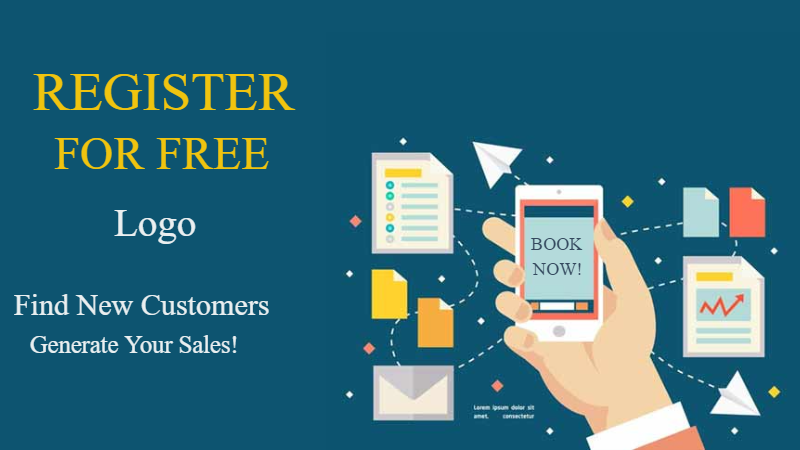 REGISTER
FOR FREE
Logo
Find New Customers
Generate Your Sales!
BOOK
NOW!
Lorem ipsum dolor sit
amet, consectetur